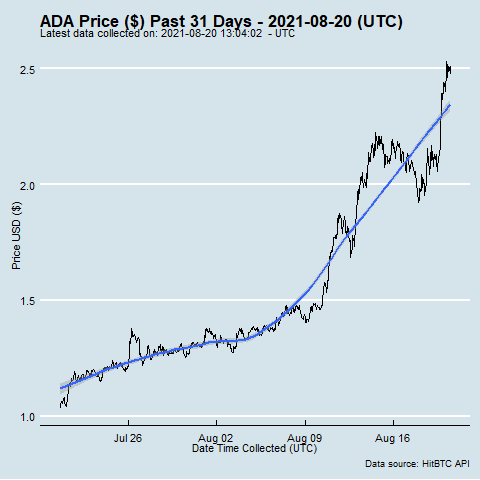 ADA Price ($) Past 31 Days - 2021-08-20 (UTC)
Latest data collected on: 2021-08-20 13:04:02  - UTC
2.5
2.0
1.5
1.0
Price USD ($)
Jul 26
Aug 02
Aug 09
Aug 16
Date Time Collected (UTC)
Data source: HitBTC API